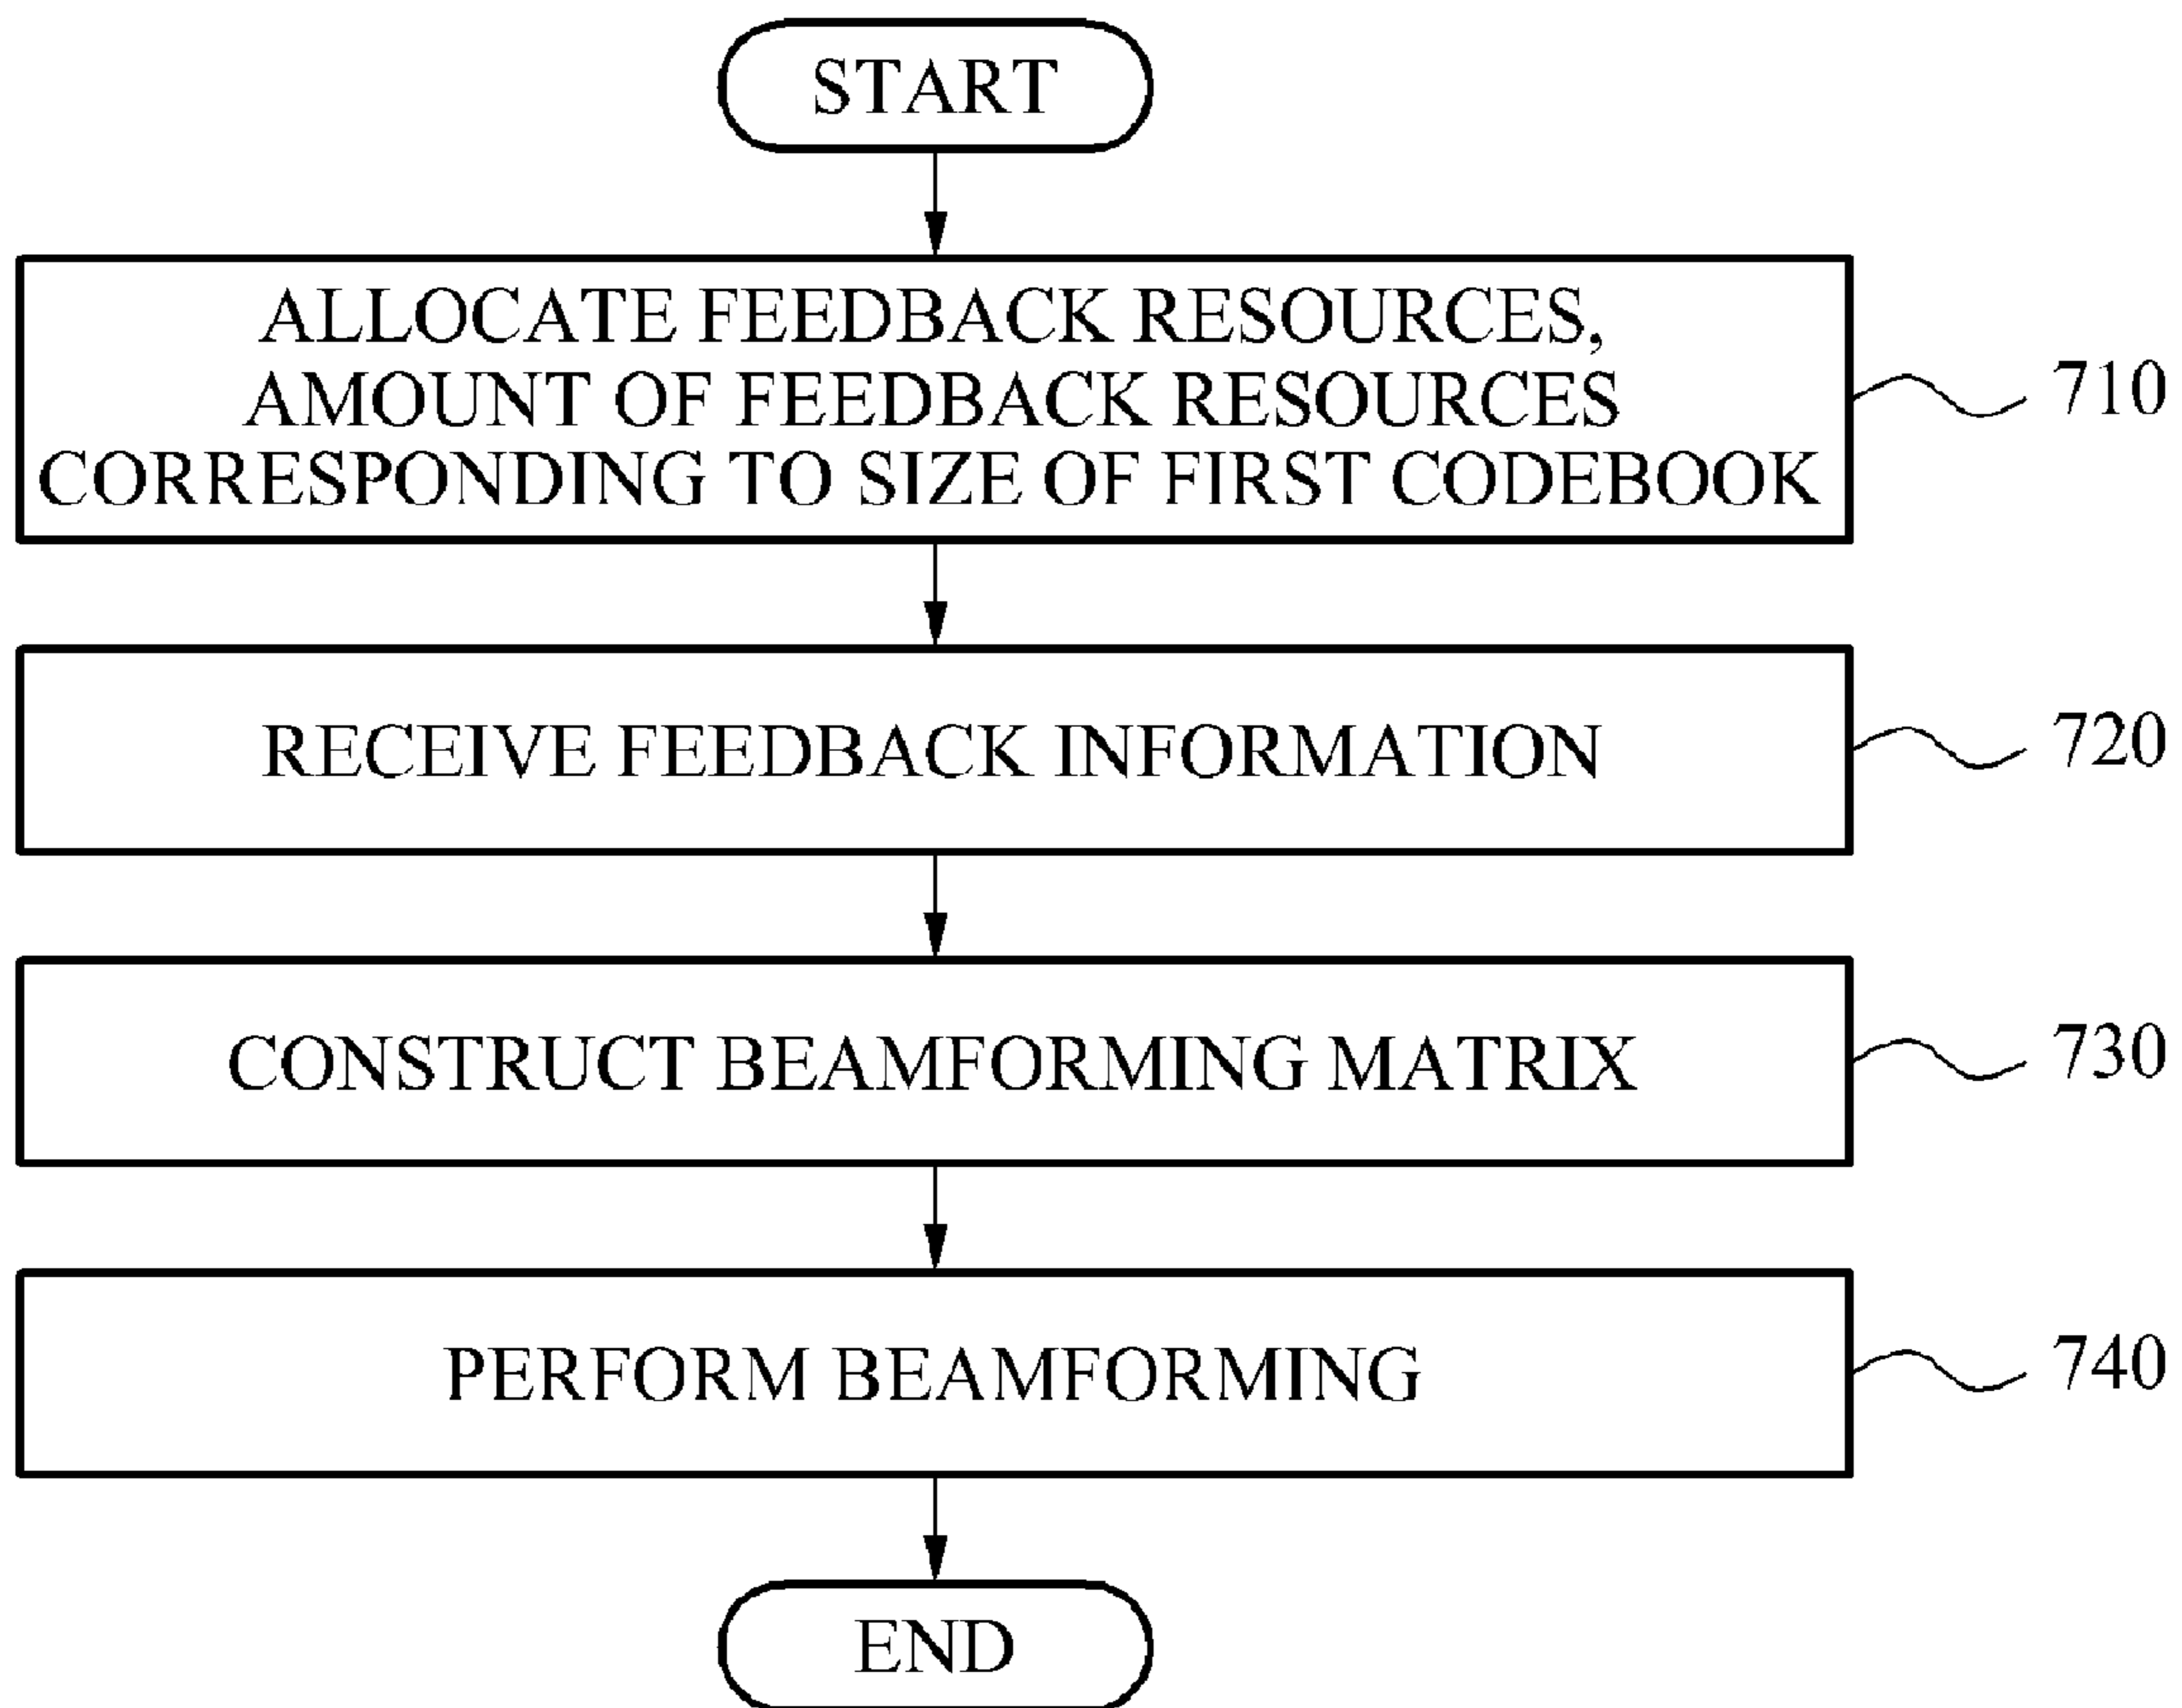 START
ALLOCATE FEEDBACK RESOURCES,
AMOUNT OF FEEDBACK RESOURCES
CORRESPONDING TO SIZE OF FIRST CODEBOOK
710
RECEIVE FEEDBACK INFORMATION
720
CONSTRUCT BEAMFORMING MATRIX
730
PERFORM BEAMFORMING
740
END